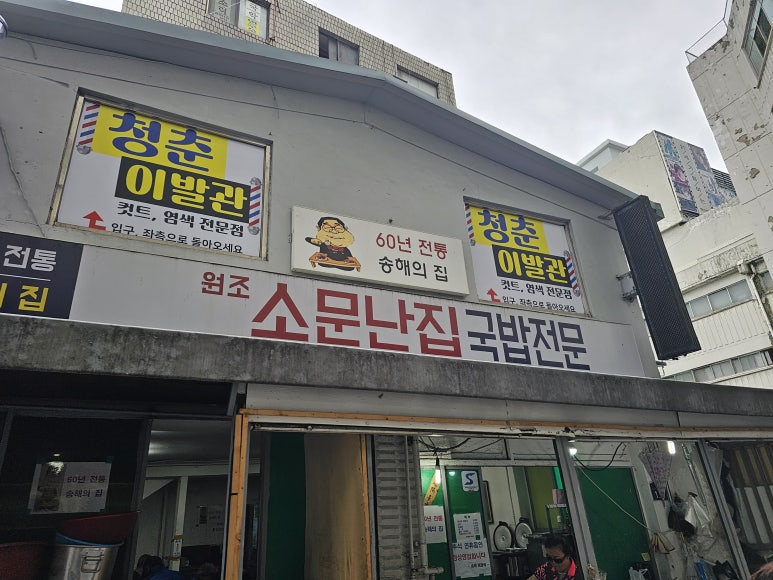 청춘
이발관
컷트, 염색 전문점
입구, 좌측으로 돌아오세요
60년 전통
송해의 집
청춘
이발관
컷트, 염색 전문점
입구, 좌측으로 돌아오세요
전통
집
원조 소문난집 국밥전문
60년 전통
송해의 집